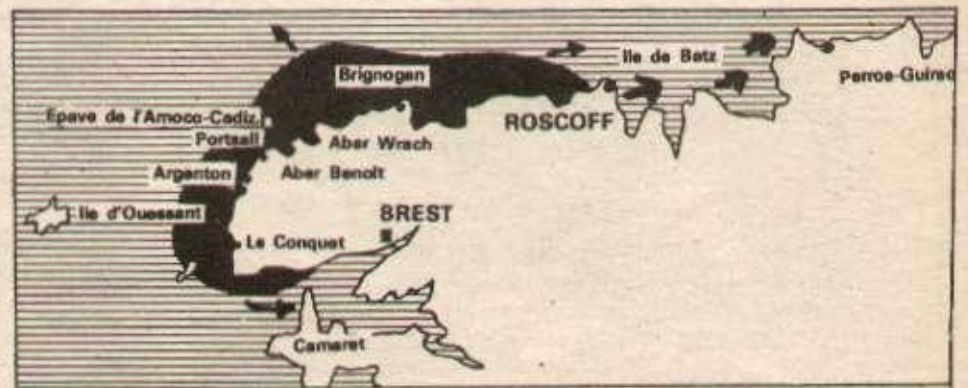 Ile de Batz
Perros-Guirec
Brignogan
Epave de l'Amoco-Cadiz
ROSCOFF
Portsall
Aber Wrach
Argenton
Aber Benoît
Ile d'Ouessant
BREST
Le Conquet
Camaret